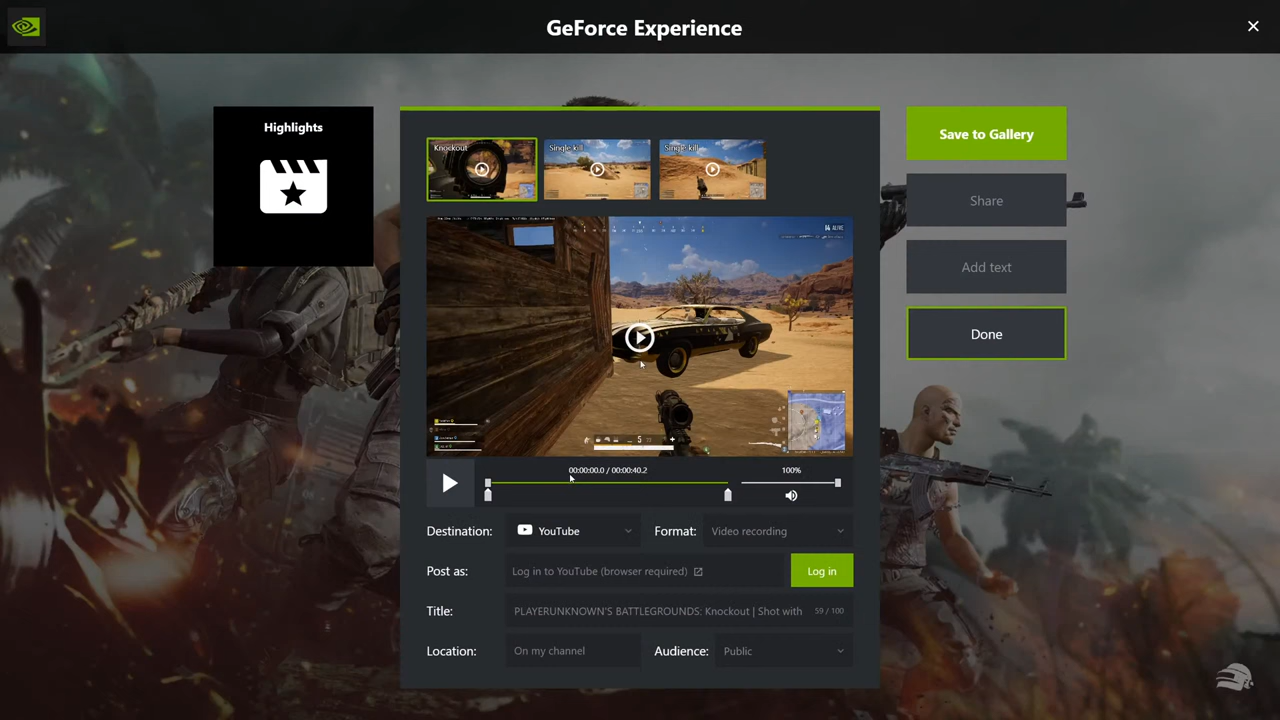 GeForce Experience
Highlights
Knockout
Single kill
Single kill
Save to Gallery
Share
Add text
Done
ALIVE
00:00:00.0 / 00:00:40.2
100%
Destination: YouTube Format: Video recording
Post as: Log in to YouTube (browser required) Log in
Title: PLAYERUNKNOWN'S BATTLEGROUNDS: Knockout | Shot with 59 / 100
Location: On my channel Audience: Public